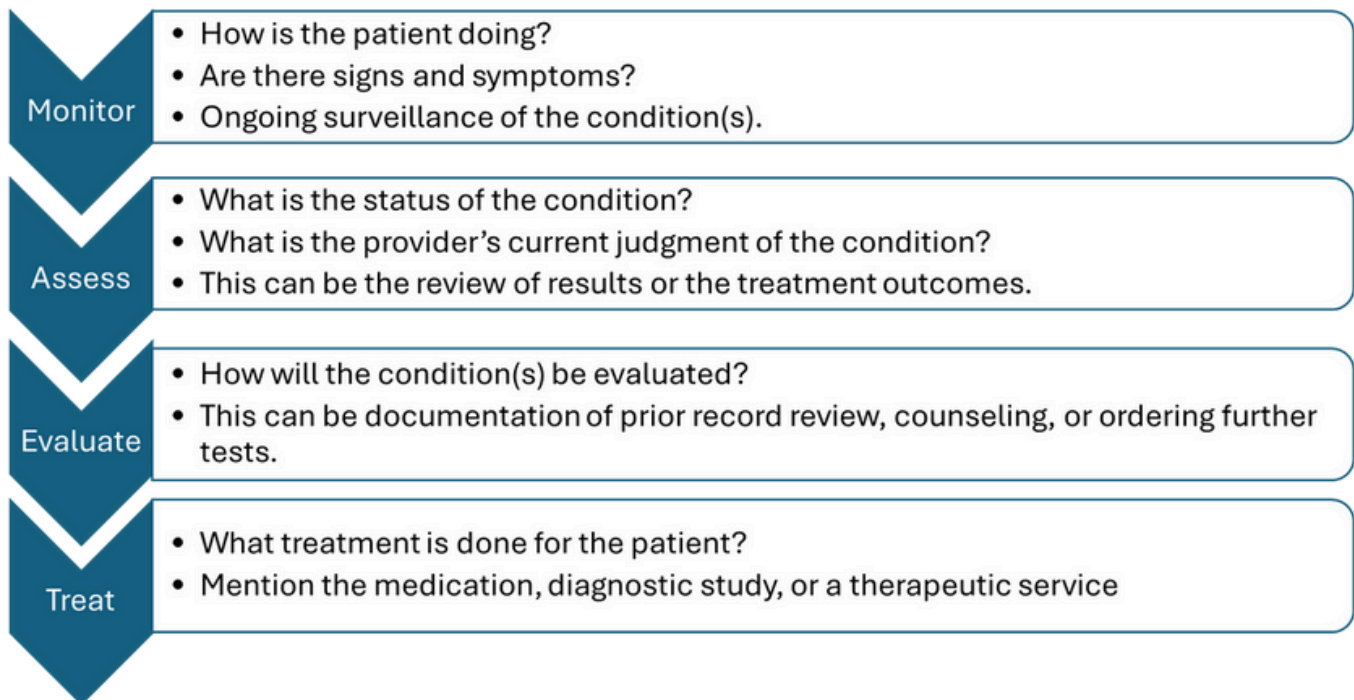 Monitor
• How is the patient doing?
• Are there signs and symptoms?
• Ongoing surveillance of the condition(s).
Assess
• What is the status of the condition?
• What is the provider’s current judgment of the condition?
• This can be the review of results or the treatment outcomes.
Evaluate
• How will the condition(s) be evaluated?
• This can be documentation of prior record review, counseling, or ordering further
tests.
Treat
• What treatment is done for the patient?
• Mention the medication, diagnostic study, or a therapeutic service